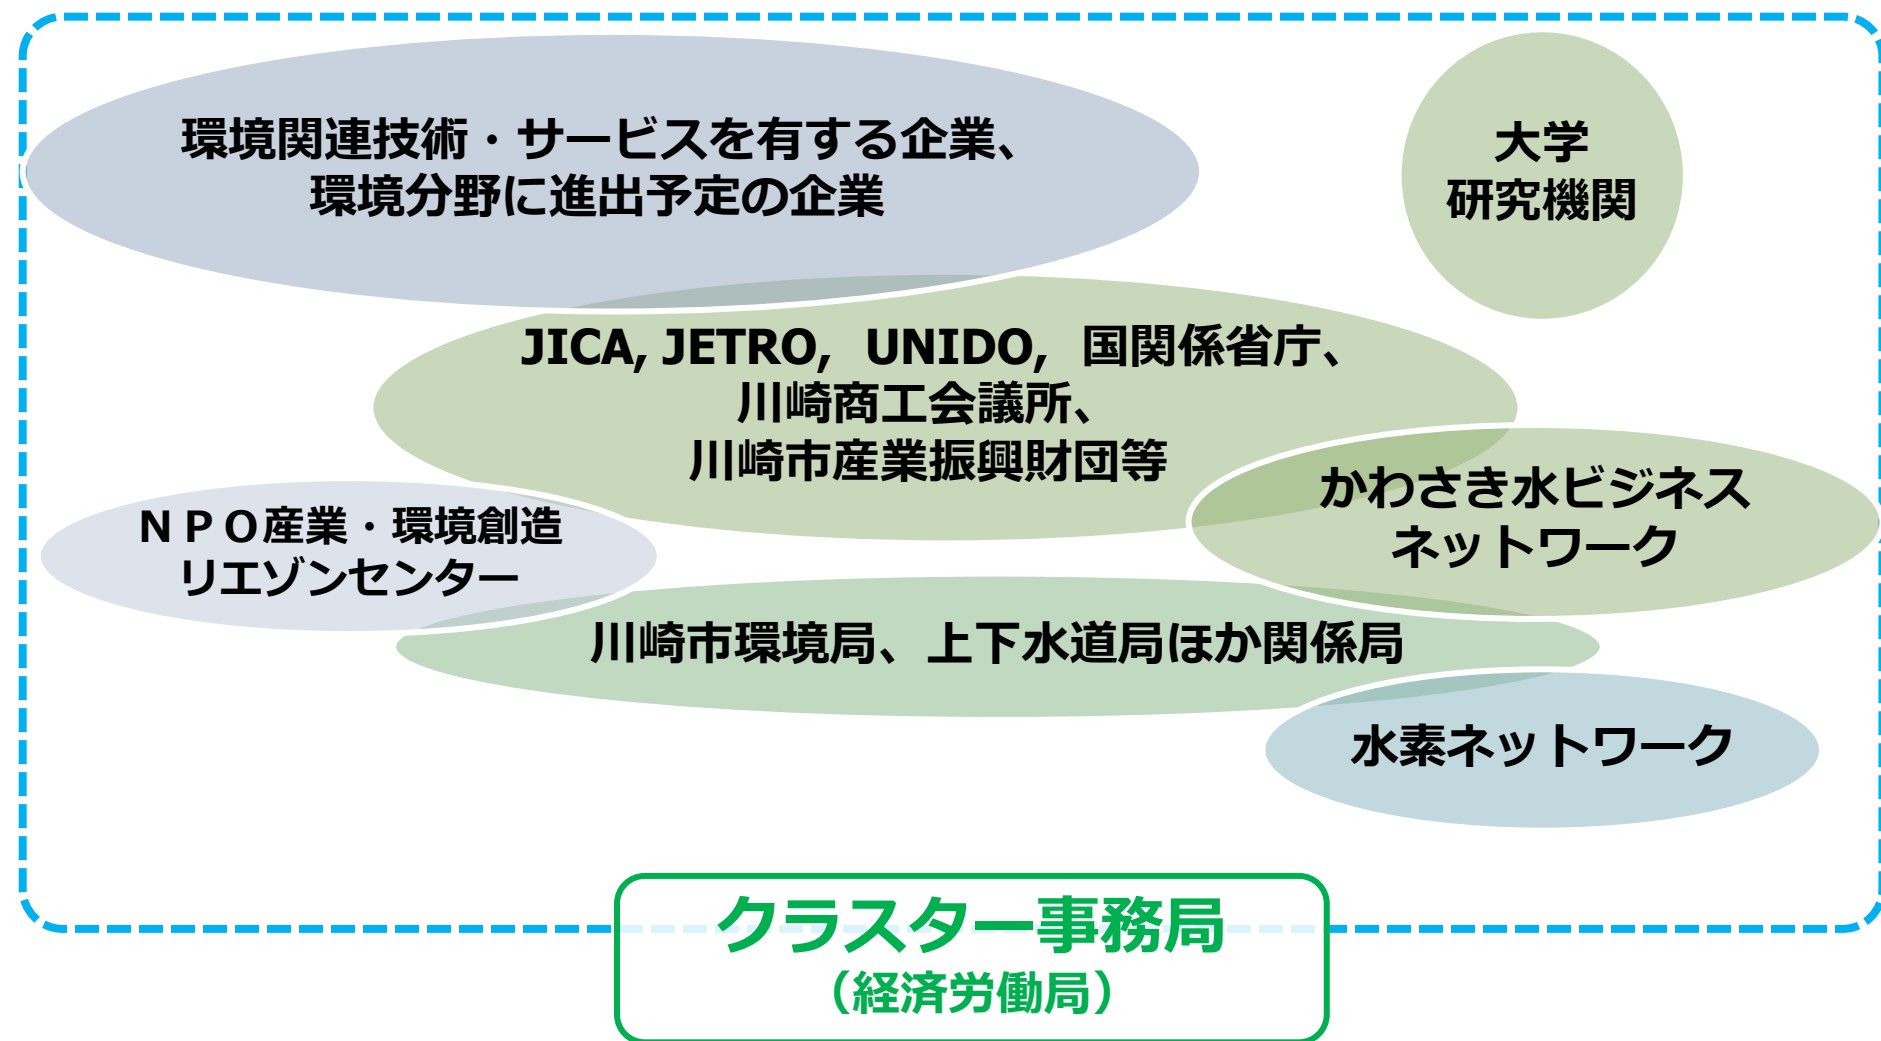 環境関連技術・サービスを有する企業、
環境分野に進出予定の企業
大学
研究機関
JICA, JETRO, UNIDO, 国関係省庁、
川崎商工会議所、
川崎市産業振興財団等
かわさき水ビジネス
ネットワーク
ＮＰＯ産業・環境創造
リエゾンセンター
川崎市環境局、上下水道局ほか関係局
水素ネットワーク
クラスター事務局
（経済労働局）